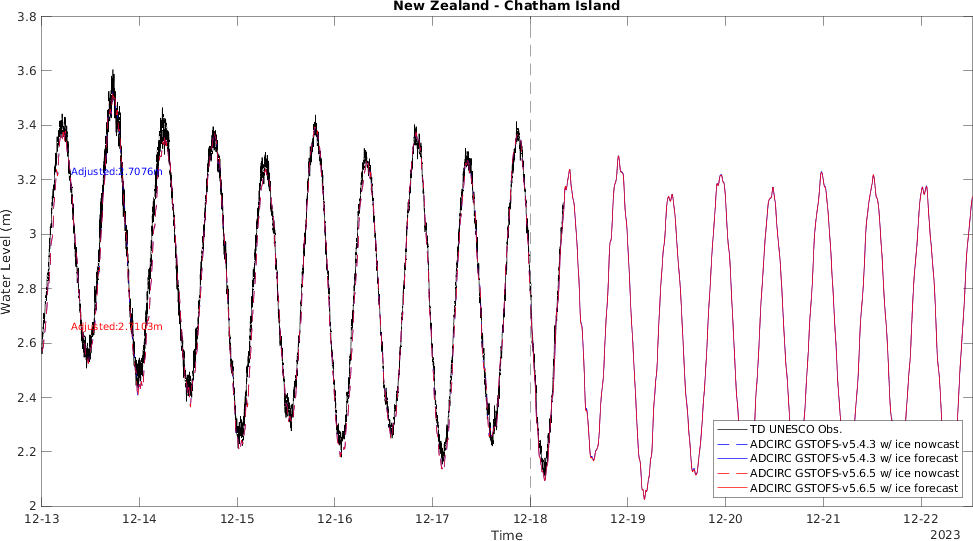 New Zealand - Chatham Island
3.8
3.6
3.4
3.2
3
2.8
2.6
2.4
2.2
2
Water Level (m)
Adjusted:2.7076m
Adjusted:2.7103m
TD UNESCO Obs.
ADCIRC GSTOFS-v5.4.3 w/ ice nowcast
ADCIRC GSTOFS-v5.4.3 w/ ice forecast
ADCIRC GSTOFS-v5.6.5 w/ ice nowcast
ADCIRC GSTOFS-v5.6.5 w/ ice forecast
12-13 12-14 12-15 12-16 12-17 12-18 12-19 12-20 12-21 12-22
Time
2023